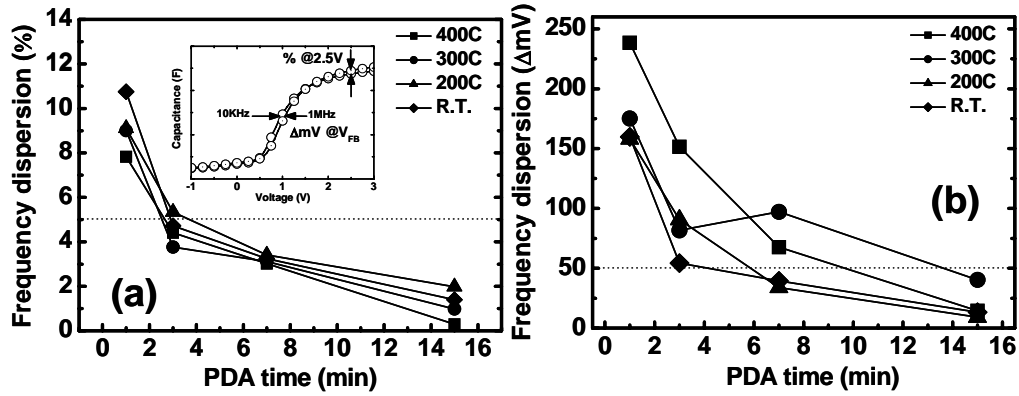 Frequency dispersion (%)
14
12
10
8
6
4
2
0
0 2 4 6 8 10 12 14 16
PDA time (min)
(a)
400C
300C
200C
R.T.
Capacitance (F)
% @2.5V
10KHz
1MHz
ΔmV @VFB
-1 0 1 2 3
Voltage (V)
Frequency dispersion (ΔmV)
250
200
150
100
50
0
0 2 4 6 8 10 12 14 16
PDA time (min)
(b)
400C
300C
200C
R.T.